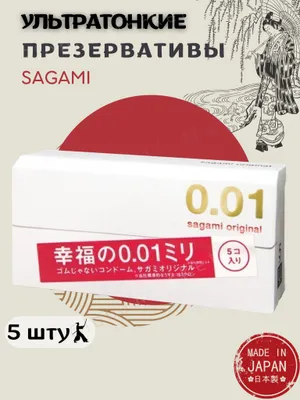 УЛЬТРАТОНКИЕ
ПРЕЗЕРВАТИВЫ
SAGAMI
0.01
sagami original
幸福の0.01ミリ
ゴムじゃないコンドーム、サガミオリジナル
5コ
入り
5 штук
MADE IN
JAPAN
日本製